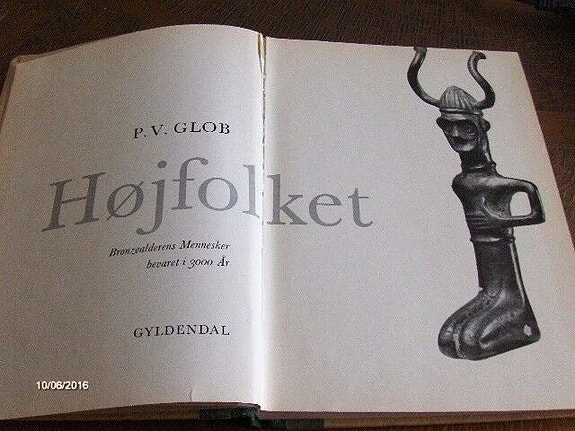 P. V. GLOB
Højfolket
Bronzealderens Mennesker
bevaret i 3000 År
GYLDENDAL
10/06/2016